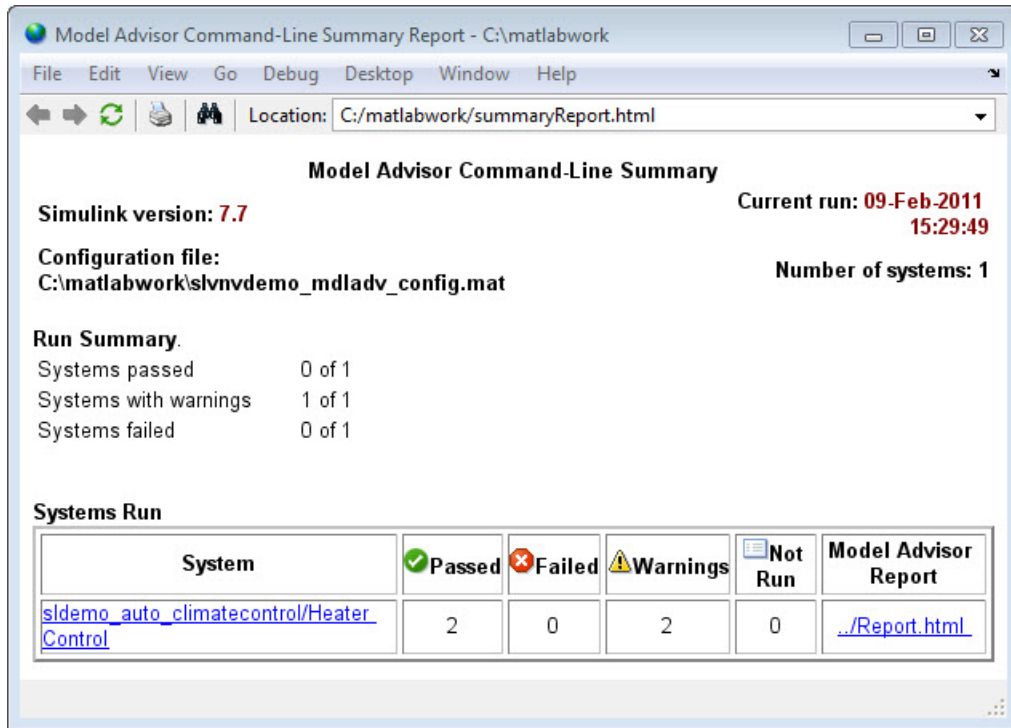 Model Advisor Command-Line Summary Report - C:\matlabwork
File Edit View Go Debug Desktop Window Help
Location: C:/matlabwork/summaryReport.html
Model Advisor Command-Line Summary
Simulink version: 7.7
Current run: 09-Feb-2011
15:29:49
Configuration file:
C:\matlabwork\slvnvdemo_mdladv_config.mat
Number of systems: 1
Run Summary.
Systems passed 0 of 1
Systems with warnings 1 of 1
Systems failed 0 of 1
Systems Run
System Passed Failed Warnings Not Run Model Advisor Report
sldemo_auto_climatecontrol/Heater
Control 2 0 2 0 ../Report.html